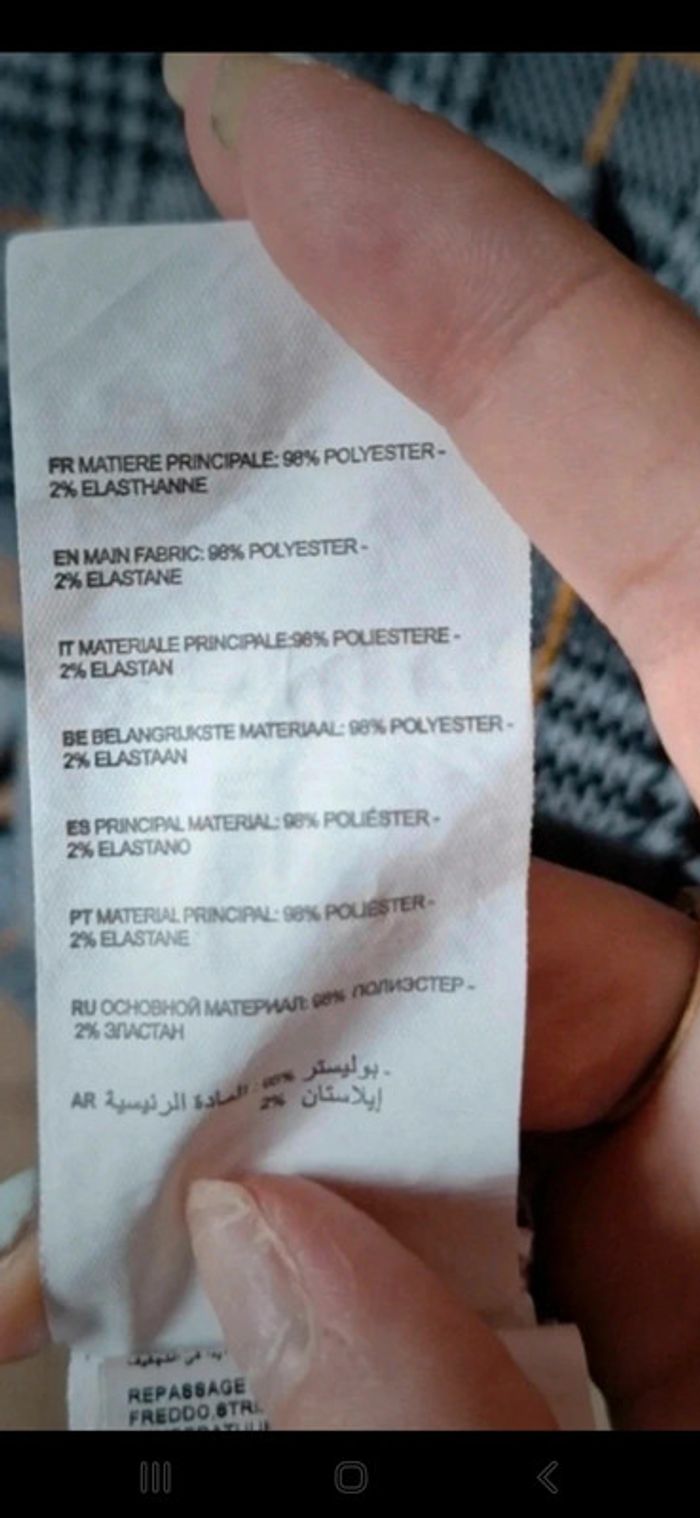 FR MATIERE PRINCIPALE: 98% POLYESTER -
2% ELASTHANNE
EN MAIN FABRIC: 98% POLYESTER -
2% ELASTANE
IT MATERIALE PRINCIPALE:98% POLIESTERE -
2% ELASTAN
BE BELANGRIJKSTE MATERIAAL: 98% POLYESTER -
2% ELASTAAN
ES PRINCIPAL MATERIAL: 98% POLIÉSTER -
2% ELASTANO
PT MATERIAL PRINCIPAL: 98% POLIESTER -
2% ELASTANE
RU ОСНОВНОЙ МАТЕРИАЛ: 98% ПОЛИЭСТЕР -
2% ЭЛАСТАН
AR المادة الرئيسية : 98% بوليستر -
2% إيلاستان
REPASSAGE
FREDDO